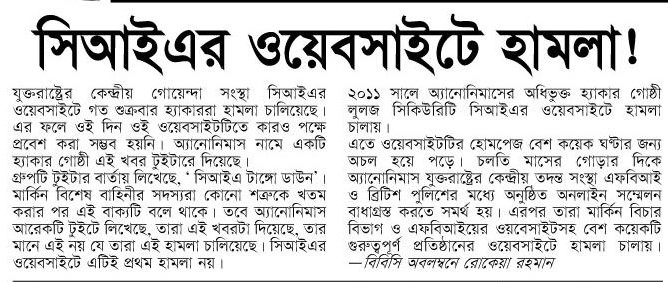 সিআইএর ওয়েবসাইটে হামলা!
যুক্তরাষ্ট্রের কেন্দ্রীয় গোয়েন্দা সংস্থা সিআইএর
ওয়েবসাইটে গত শুক্রবার হ্যাকাররা হামলা চালিয়েছে।
এর ফলে ওই দিন ওই ওয়েবসাইটটিতে কারও পক্ষে
প্রবেশ করা সম্ভব হয়নি। অ্যানোনিমাস নামে একটি
হ্যাকার গোষ্ঠী এই খবর টুইটারে দিয়েছে।
গ্রুপটি টুইটার বার্তায় লিখেছে, ‘ সিআইএ টাঙ্গো ডাউন’।
মার্কিন বিশেষ বাহিনীর সদস্যরা কোনো শত্রুকে খতম
করার পর এই বাক্যটি বলে থাকে। তবে অ্যানোনিমাস
আরেকটি টুইটে লিখেছে, তারা এই খবরটা দিয়েছে, তার
মানে এই নয় যে তারা এই হামলা চালিয়েছে। সিআইএর
ওয়েবসাইটে এটিই প্রথম হামলা নয়।
২০১১ সালে অ্যানোনিমাসের অধিভুক্ত হ্যাকার গোষ্ঠী
লুলজ সিকিউরিটি সিআইএর ওয়েবসাইটে হামলা
চালায়।
এতে ওয়েবসাইটটির হোমপেজ বেশ কয়েক ঘণ্টার জন্য
অচল হয়ে পড়ে। চলতি মাসের গোড়ার দিকে
অ্যানোনিমাস যুক্তরাষ্ট্রের কেন্দ্রীয় তদন্ত সংস্থা এফবিআই
ও ব্রিটিশ পুলিশের মধ্যে অনুষ্ঠিত অনলাইন সম্মেলন
বাধাগ্রস্ত করতে সমর্থ হয়। এরপর তারা মার্কিন বিচার
বিভাগ ও এফবিআইয়ের ওয়বেসাইটসহ বেশ কয়েকটি
গুরুত্বপূর্ণ প্রতিষ্ঠানের ওয়েবসাইটে হামলা চালায়।
—বিবিসি অবলম্বনে রোকেয়া রহমান